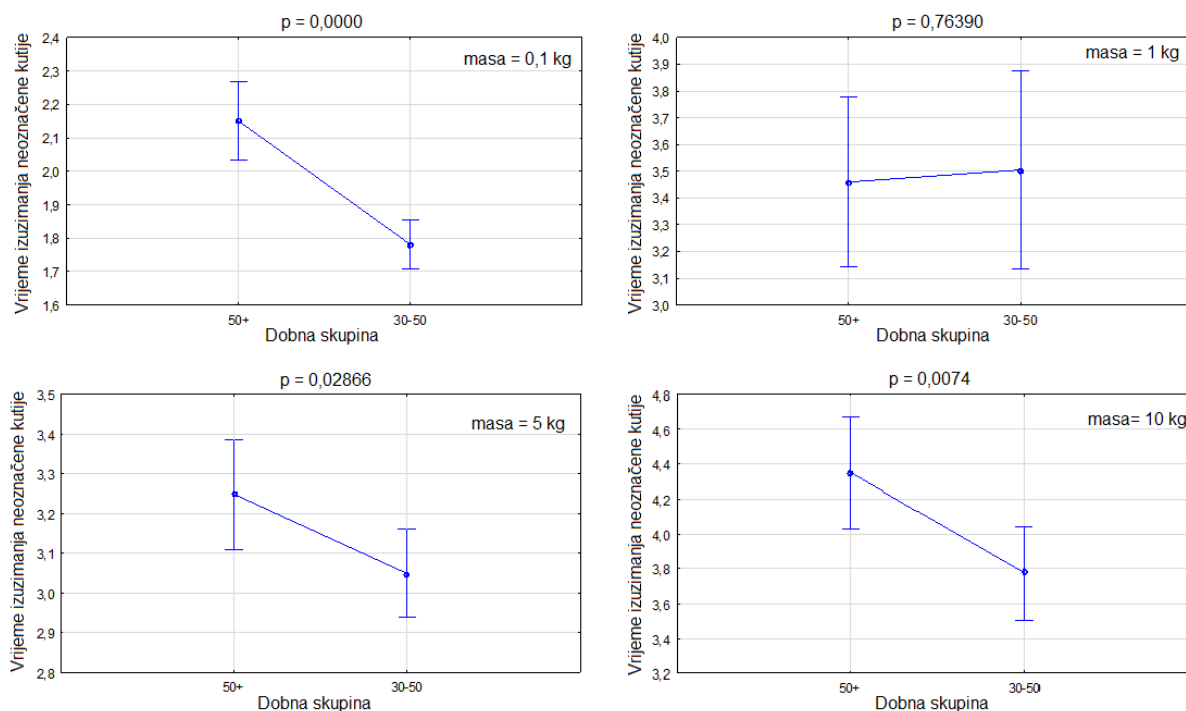 p = 0,0000
Vrijeme izuzimanja neoznačene kutije
masa = 0,1 kg
2,4
2,3
2,2
2,1
2,0
1,9
1,8
1,7
1,6
50+
30-50
Dobna skupina
p = 0,76390
Vrijeme izuzimanja neoznačene kutije
masa = 1 kg
4,0
3,9
3,8
3,7
3,6
3,5
3,4
3,3
3,2
3,1
3,0
50+
30-50
Dobna skupina
p = 0,02866
Vrijeme izuzimanja neoznačene kutije
masa = 5 kg
3,5
3,4
3,3
3,2
3,1
3,0
2,9
2,8
50+
30-50
Dobna skupina
p = 0,0074
Vrijeme izuzimanja neoznačene kutije
masa= 10 kg
4,8
4,6
4,4
4,2
4,0
3,8
3,6
3,4
3,2
50+
30-50
Dobna skupina